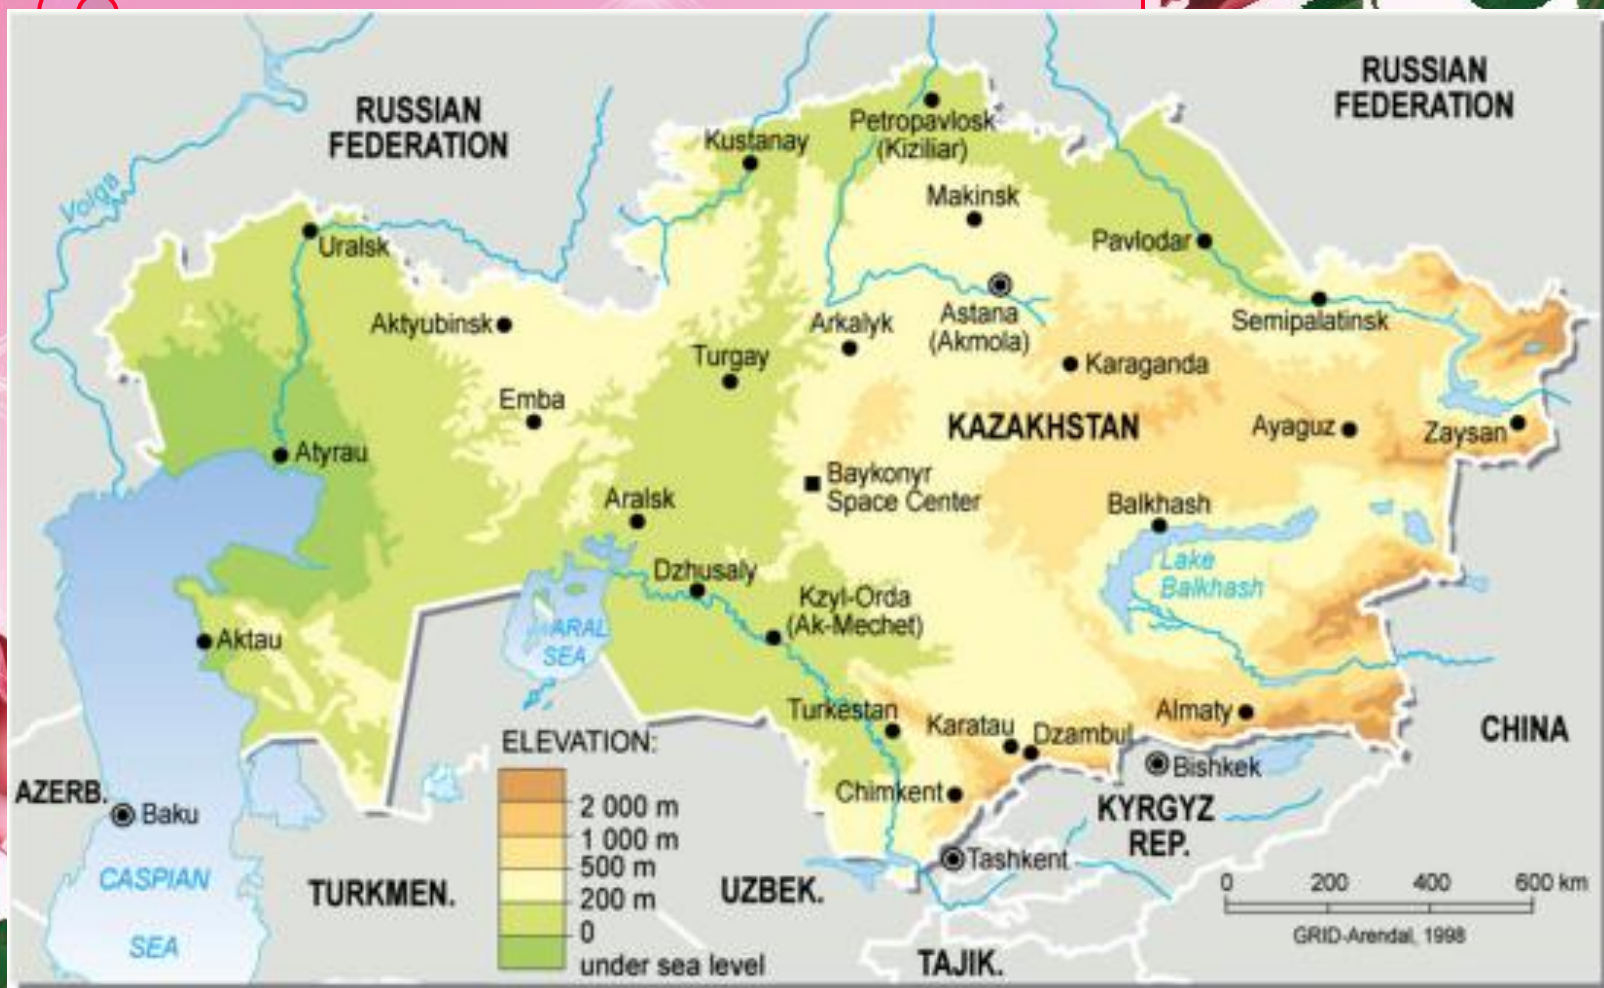 RUSSIAN
FEDERATION
RUSSIAN
FEDERATION
Volga
Petropavlosk
(Kiziliar)
Kustanay
Makinsk
Uralsk
Pavlodar
Aktyubinsk
Arkalyk
Astana
(Akmola)
Semipalatinsk
Turgay
Karaganda
Emba
KAZAKHSTAN
Ayaguz
Zaysan
Atyrau
Baykonyr
Space Center
Aralsk
Balkhash
Lake
Balkhash
Dzhusaly
Kzyl-Orda
(Ak-Mechet)
Aktau
ARAL
SEA
Turkestan
Karatau
Dzambul
Almaty
CHINA
ELEVATION:
2 000 m
1 000 m
500 m
200 m
0
under sea level
AZERB.
Baku
Chimkent
Bishkek
KYRGYZ
REP.
Tashkent
CASPIAN
SEA
TURKMEN.
UZBEK.
TAJIK.
0 200 400 600 km
GRID-Arendal, 1998